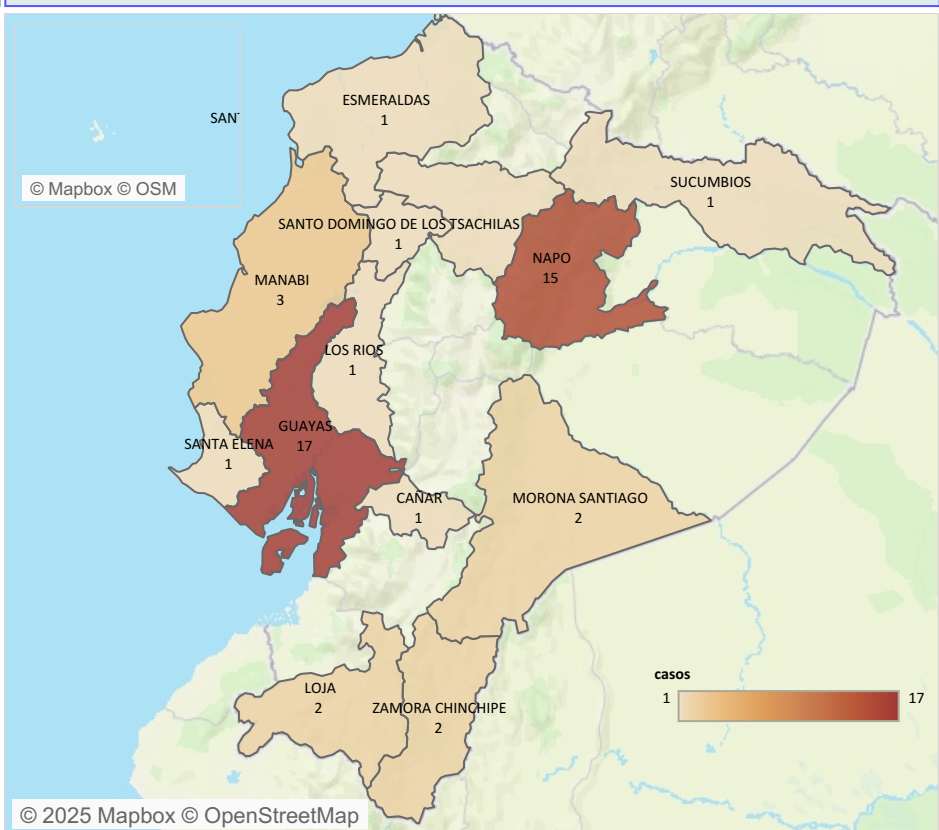 ESMERALDAS
1
SAN
© Mapbox © OSM
SUCUMBIOS
1
SANTO DOMINGO DE LOS TSACHILAS
1
NAPO
15
MANABI
3
LOS RIOS
1
GUAYAS
17
SANTA ELENA
1
CAÑAR
1
MORONA SANTIAGO
2
casos
1
17
LOJA
2
ZAMORA CHINCHIPE
2
© 2025 Mapbox © OpenStreetMap